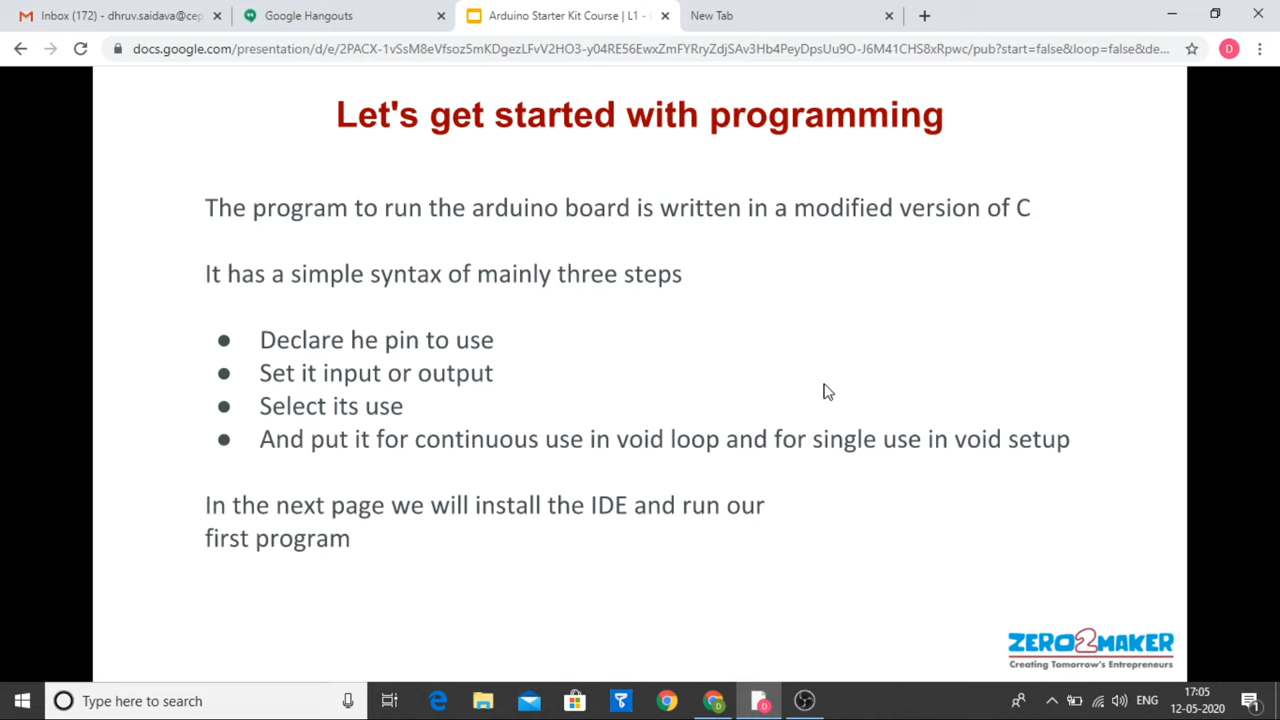 Inbox (172) - dhruv.saidava@cep
Google Hangouts
Arduino Starter Kit Course | L1 -
New Tab
docs.google.com/presentation/d/e/2PACX-1vSsM8eVfsoz5mKDgezLFvV2HO3-y04RE56EwxZmFYRryZdjSAv3Hb4PeyDpsUu9O-J6M41CHS8xRpwc/pub?start=false&loop=false&de...
D
Let's get started with programming
The program to run the arduino board is written in a modified version of C
It has a simple syntax of mainly three steps
● Declare he pin to use
● Set it input or output
● Select its use
● And put it for continuous use in void loop and for single use in void setup
In the next page we will install the IDE and run our
first program
ZERO2MAKER
Creating Tomorrow's Entrepreneurs
Type here to search
ENG
17:05
12-05-2020